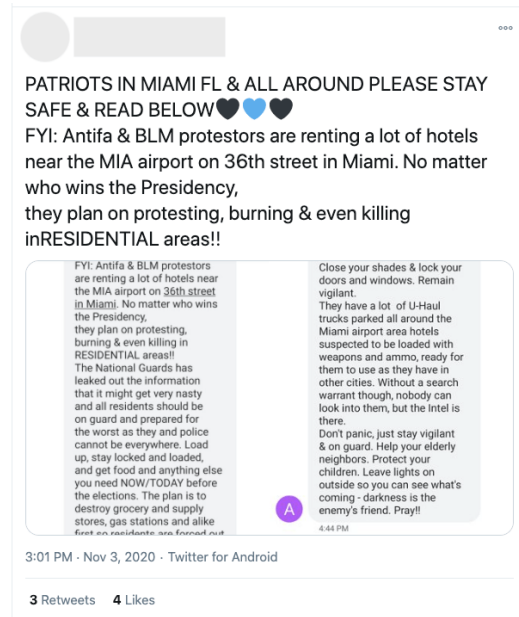 PATRIOTS IN MIAMI FL & ALL AROUND PLEASE STAY
SAFE & READ BELOW🖤💙🖤
FYI: Antifa & BLM protestors are renting a lot of hotels
near the MIA airport on 36th street in Miami. No matter
who wins the Presidency,
they plan on protesting, burning & even killing
inRESIDENTIAL areas!!
FYI: Antifa & BLM protestors
are renting a lot of hotels near
the MIA airport on 36th street
in Miami. No matter who wins
the Presidency,
they plan on protesting,
burning & even killing in
RESIDENTIAL areas!!
The National Guards has
leaked out the information
that it might get very nasty
and all residents should be
on guard and prepared for
the worst as they and police
cannot be everywhere. Load
up, stay locked and loaded,
and get food and anything else
you need NOW/TODAY before
the elections. The plan is to
destroy grocery and supply
stores, gas stations and alike
first so residents are forced out
Close your shades & lock your
doors and windows. Remain
vigilant.
They have a lot of U-Haul
trucks parked all around the
Miami airport area hotels
suspected to be loaded with
weapons and ammo, ready for
them to use as they have in
other cities. Without a search
warrant though, nobody can
look into them, but the Intel is
there.
Don't panic, just stay vigilant
& on guard. Help your elderly
neighbors. Protect your
children. Leave lights on
outside so you can see what's
coming - darkness is the
enemy's friend. Pray!!
A
4:44 PM
3:01 PM · Nov 3, 2020 · Twitter for Android
3 Retweets 4 Likes